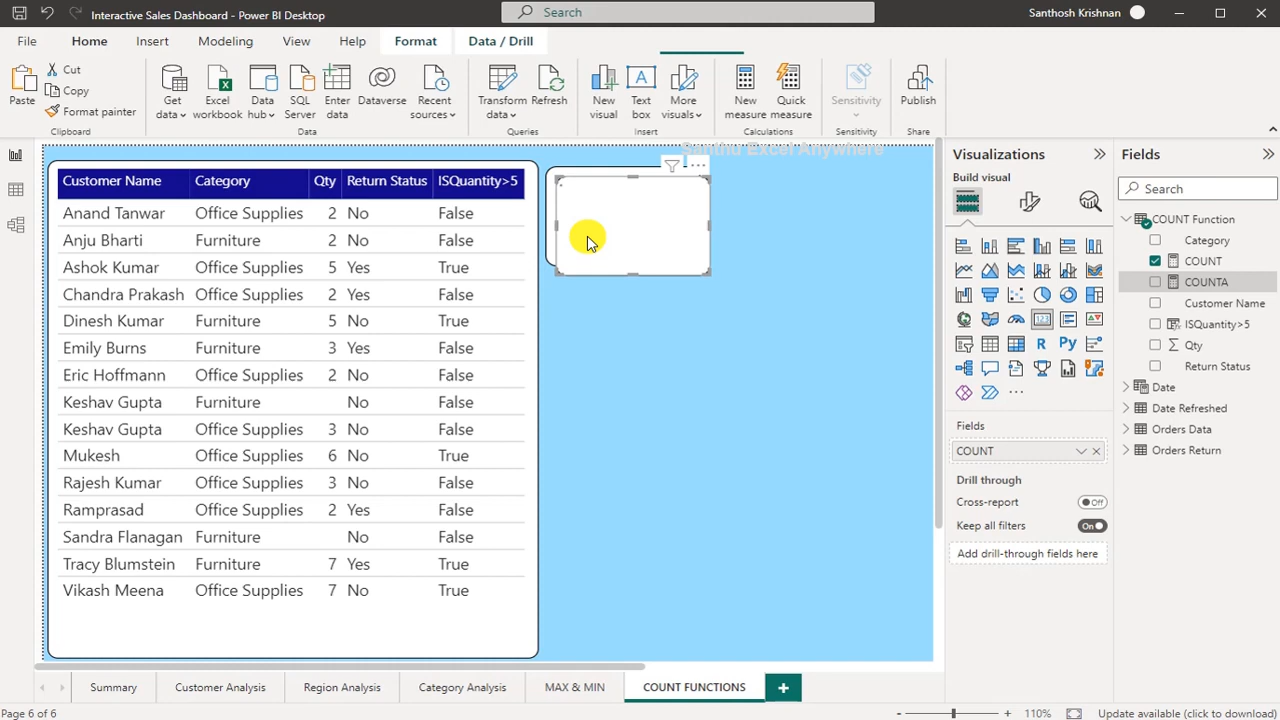 Interactive Sales Dashboard - Power BI Desktop
Search
Santhosh Krishnan
File Home Insert Modeling View Help Format Data / Drill
Paste
Cut
Copy
Format painter
Get data
Excel workbook
Data hub
SQL Server
Enter data
Dataverse
Recent sources
Transform data
Refresh
New visual
Text box
More visuals
New measure
Quick measure
Sensitivity
Publish
Clipboard Data Queries Insert Calculations Sensitivity Share
Santhu Excel Anywhere
Customer Name Category Qty Return Status ISQuantity>5
Anand Tanwar Office Supplies 2 No False
Anju Bharti Furniture 2 No False
Ashok Kumar Office Supplies 5 Yes True
Chandra Prakash Office Supplies 2 Yes False
Dinesh Kumar Furniture 5 No True
Emily Burns Furniture 3 Yes False
Eric Hoffmann Office Supplies 2 No False
Keshav Gupta Furniture No False
Keshav Gupta Office Supplies 3 No False
Mukesh Office Supplies 6 No True
Rajesh Kumar Office Supplies 3 No False
Ramprasad Office Supplies 2 Yes False
Sandra Flanagan Furniture No False
Tracy Blumstein Furniture 7 Yes True
Vikash Meena Office Supplies 7 No True
Visualizations
Build visual
123
R Py
Fields
COUNT
Drill through
Cross-report Off
Keep all filters On
Add drill-through fields here
Fields
Search
COUNT Function
Category
COUNT
COUNTA
Customer Name
ISQuantity>5
Qty
Return Status
Date
Date Refreshed
Orders Data
Orders Return
Summary Customer Analysis Region Analysis Category Analysis MAX & MIN COUNT FUNCTIONS
Page 6 of 6
110%
Update available (click to download)